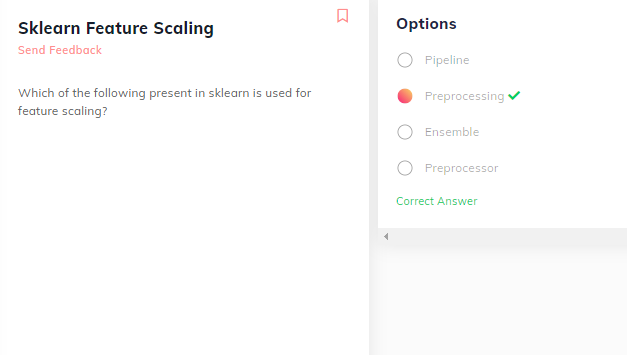 Sklearn Feature Scaling
Send Feedback
Which of the following present in sklearn is used for
feature scaling?
Options
Pipeline
Preprocessing
Ensemble
Preprocessor
Correct Answer